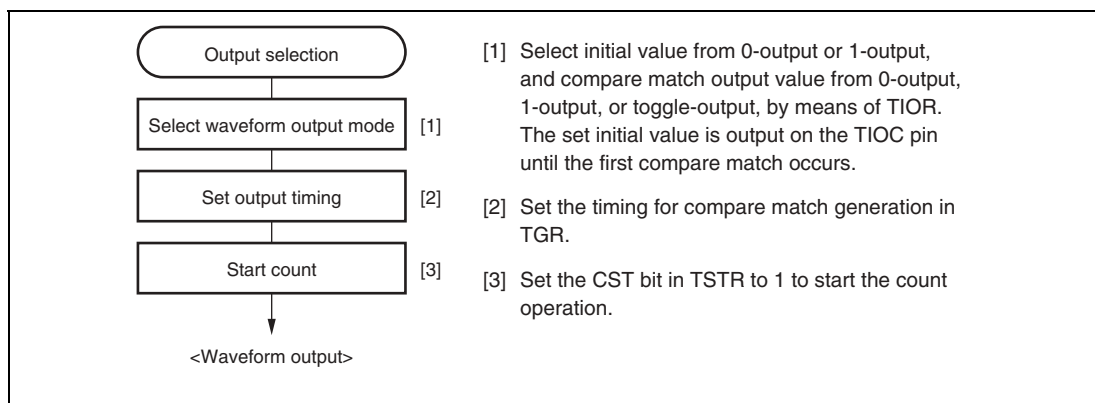 Output selection
Select waveform output mode [1]
Set output timing [2]
Start count [3]
<Waveform output>
[1] Select initial value from 0-output or 1-output,
and compare match output value from 0-output,
1-output, or toggle-output, by means of TIOR.
The set initial value is output on the TIOC pin
until the first compare match occurs.
[2] Set the timing for compare match generation in
TGR.
[3] Set the CST bit in TSTR to 1 to start the count
operation.